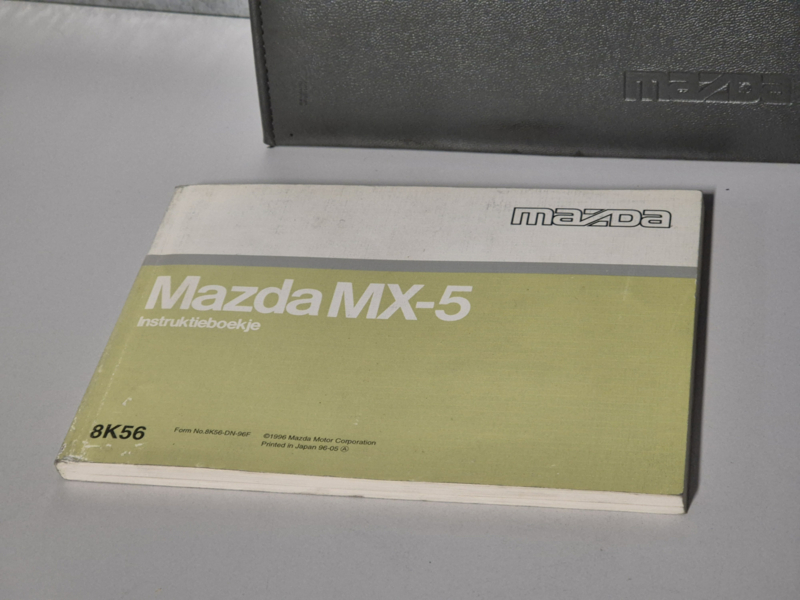 mazda
mazda
Mazda MX-5
Instruktieboekje
8K56
Form No.8K56-DN-96F
©1996 Mazda Motor Corporation
Printed in Japan 96-05 Ⓐ